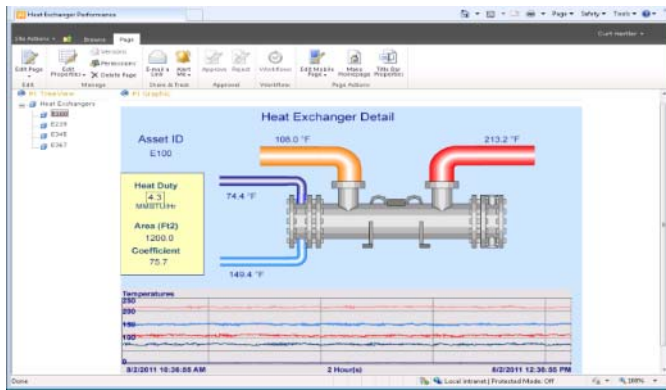 Heat Exchanger Performance
Page Safety Tools
Curt Hertler
Site Actions Browse Page
Edit Page
Edit Properties
Versions
Permissions
Delete Page
E-mail a Link
Alert Me
Approve Reject
Workflows
Edit Mobile Page
Make Homepage
Title Bar Properties
Edit Manage Share & Track Approval Workflow Page Actions
PI TreeView
PI Graphic
Heat Exchangers
E100
E239
E345
E367
Heat Exchanger Detail
Asset ID
E100
108.0 °F
213.2 °F
74.4 °F
149.4 °F
Heat Duty
4.3
MMBTU/Hr
Area (Ft2)
1200.0
Coefficient
75.7
Temperatures
250
200
150
100
0
8/2/2011 10:36:55 AM 2 Hour(s) 8/2/2011 12:36:55 PM
Done Local intranet | Protected Mode: Off 100%